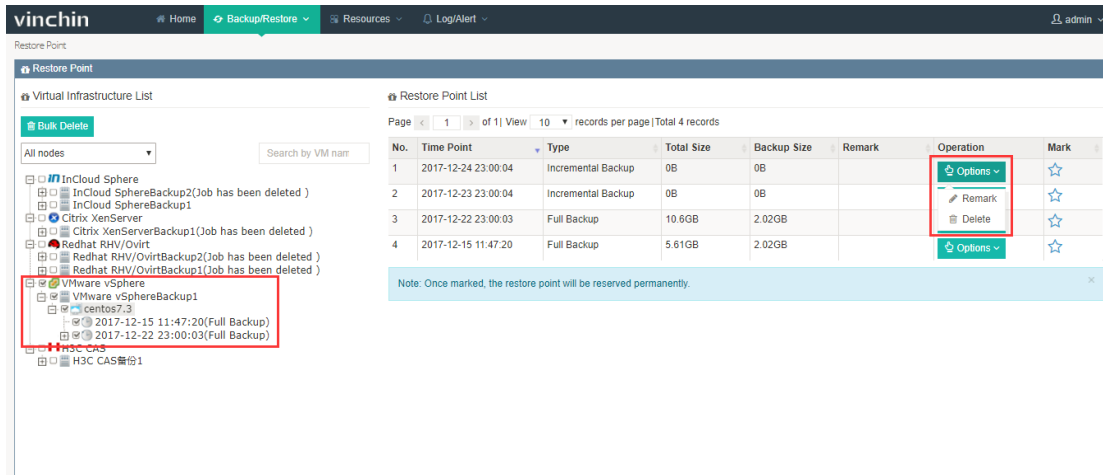 vinchin
Home
Backup/Restore
Resources
Log/Alert
admin
Restore Point
Restore Point
Virtual Infrastructure List
Bulk Delete
All nodes
Search by VM nam
InCloud Sphere
InCloud SphereBackup2(Job has been deleted )
InCloud SphereBackup1
Citrix XenServer
Citrix XenServerBackup1(Job has been deleted )
Redhat RHV/Ovirt
Redhat RHV/OvirtBackup2(Job has been deleted )
Redhat RHV/OvirtBackup1(Job has been deleted )
VMware vSphere
VMware vSphereBackup1
centos7.3
2017-12-15 11:47:20(Full Backup)
2017-12-22 23:00:03(Full Backup)
H3C CAS
H3C CAS备份1
Restore Point List
Page < 1 > of 1| View 10 records per page|Total 4 records
No. Time Point Type Total Size Backup Size Remark Operation Mark
1 2017-12-24 23:00:04 Incremental Backup 0B 0B Options
2 2017-12-23 23:00:04 Incremental Backup 0B 0B
Remark
3 2017-12-22 23:00:03 Full Backup 10.6GB 2.02GB
Delete
4 2017-12-15 11:47:20 Full Backup 5.61GB 2.02GB Options
Note: Once marked, the restore point will be reserved permanently. ×